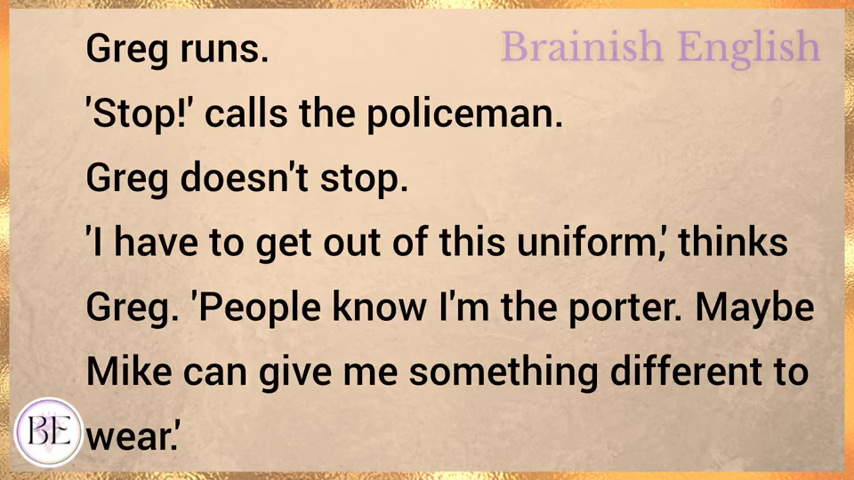 Greg runs.
Brainish English
'Stop!' calls the policeman.
Greg doesn't stop.
'I have to get out of this uniform,' thinks
Greg. 'People know I'm the porter. Maybe
Mike can give me something different to
BE
wear.'